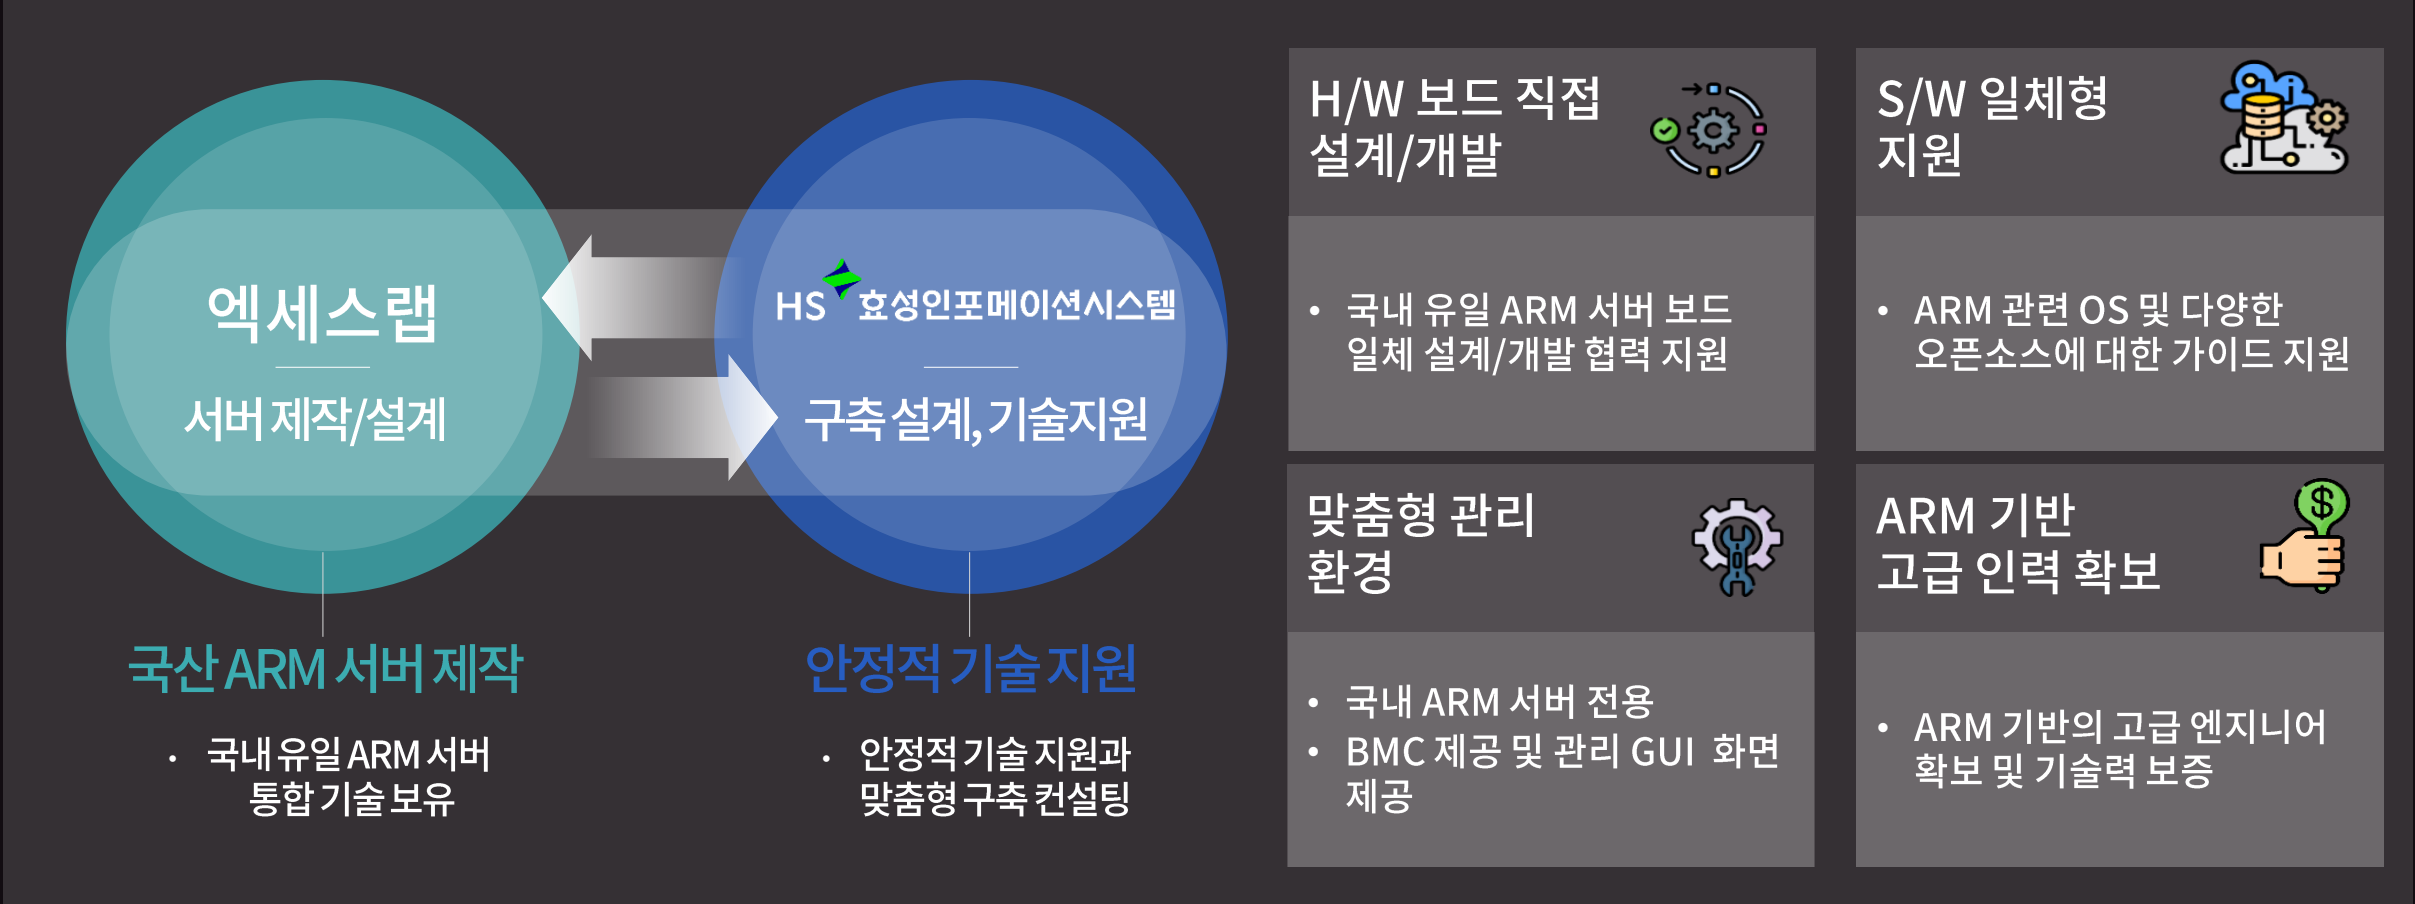 엑세스랩
서버 제작/설계
HS 효성인포메이션시스템
구축 설계, 기술지원
국산 ARM 서버 제작
• 국내 유일 ARM 서버
통합 기술 보유
안정적 기술 지원
• 안정적 기술 지원과
맞춤형 구축 컨설팅
H/W 보드 직접
설계/개발
• 국내 유일 ARM 서버 보드
일체 설계/개발 협력 지원
S/W 일체형
지원
• ARM 관련 OS 및 다양한
오픈소스에 대한 가이드 지원
맞춤형 관리
환경
• 국내 ARM 서버 전용
• BMC 제공 및 관리 GUI 화면
제공
ARM 기반
고급 인력 확보
$
• ARM 기반의 고급 엔지니어
확보 및 기술력 보증